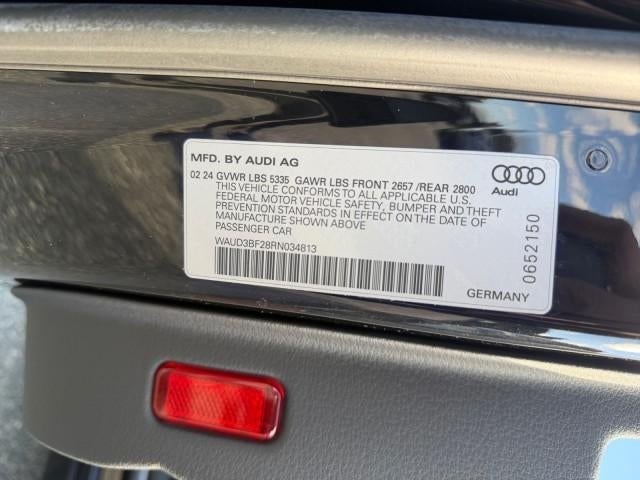 MFD. BY AUDI AG
02 24 GVWR LBS 5335 GAWR LBS FRONT 2657 /REAR 2800
THIS VEHICLE CONFORMS TO ALL APPLICABLE U.S.
FEDERAL MOTOR VEHICLE SAFETY, BUMPER AND THEFT
PREVENTION STANDARDS IN EFFECT ON THE DATE OF
MANUFACTURE SHOWN ABOVE
PASSENGER CAR
WAUD3BF28RN034813
GERMANY
Audi
0652150